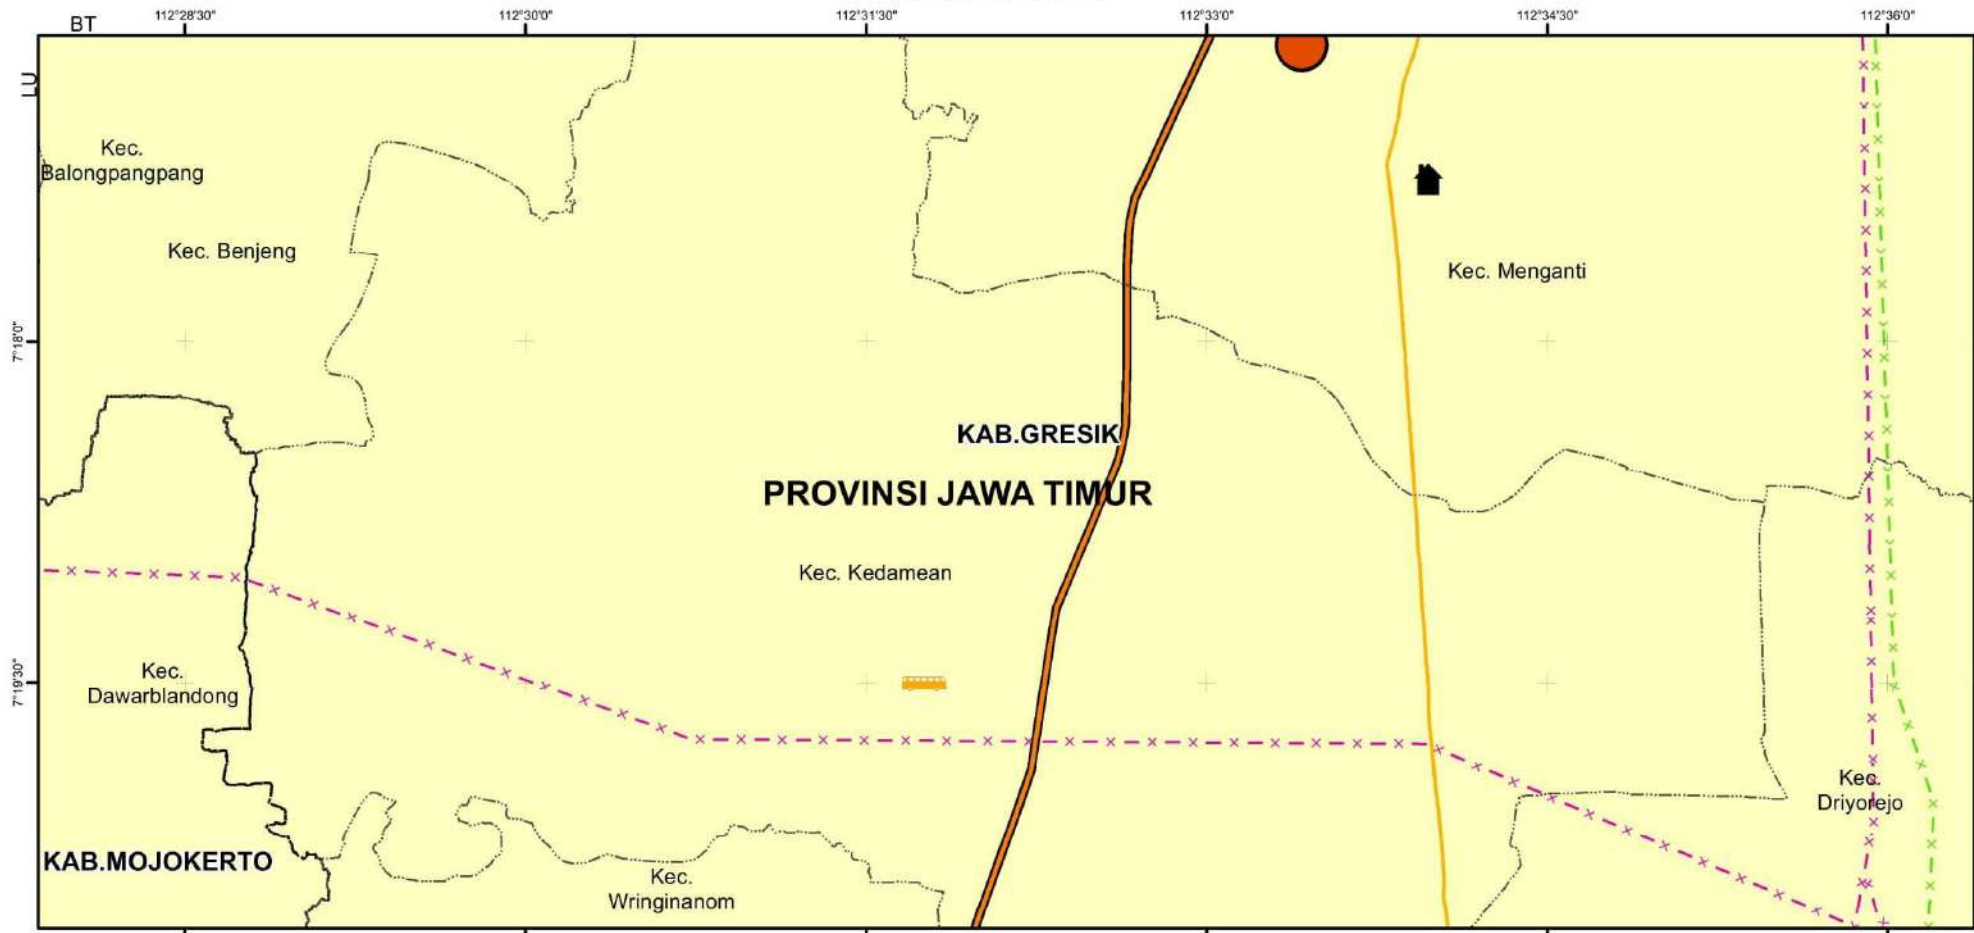 112°28'30" 112°30'0" 112°31'30" 112°33'0" 112°34'30" 112°36'0"
BT
LU
Kec.
Balongpangpang
Kec. Benjeng
Kec. Menganti
7°18'0"
KAB.GRESIK
PROVINSI JAWA TIMUR
Kec. Kedamean
7°19'30"
Kec.
Dawarblandong
Kec.
Driyorejo
KAB.MOJOKERTO
Kec.
Wringinanom